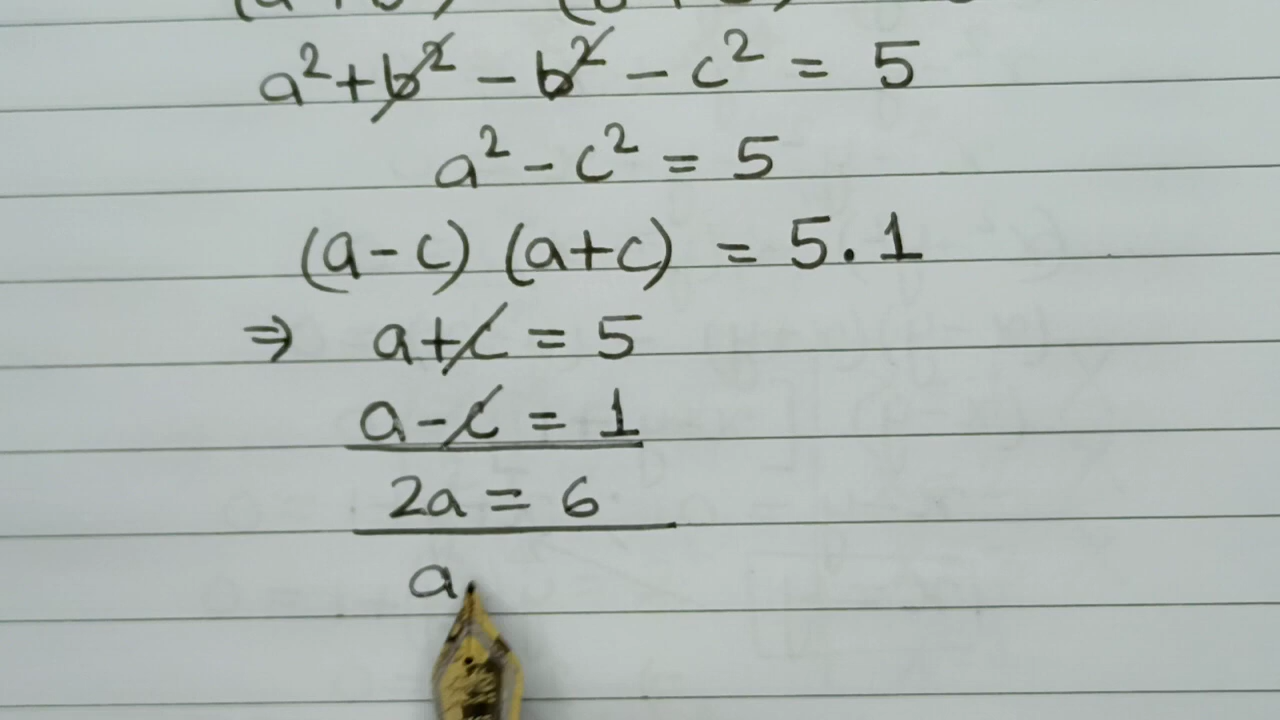 a² + b² - b² - c² = 5
a² - c² = 5
(a - c) (a + c) = 5.1
⇒ a + c = 5
a - c = 1
2a = 6
a